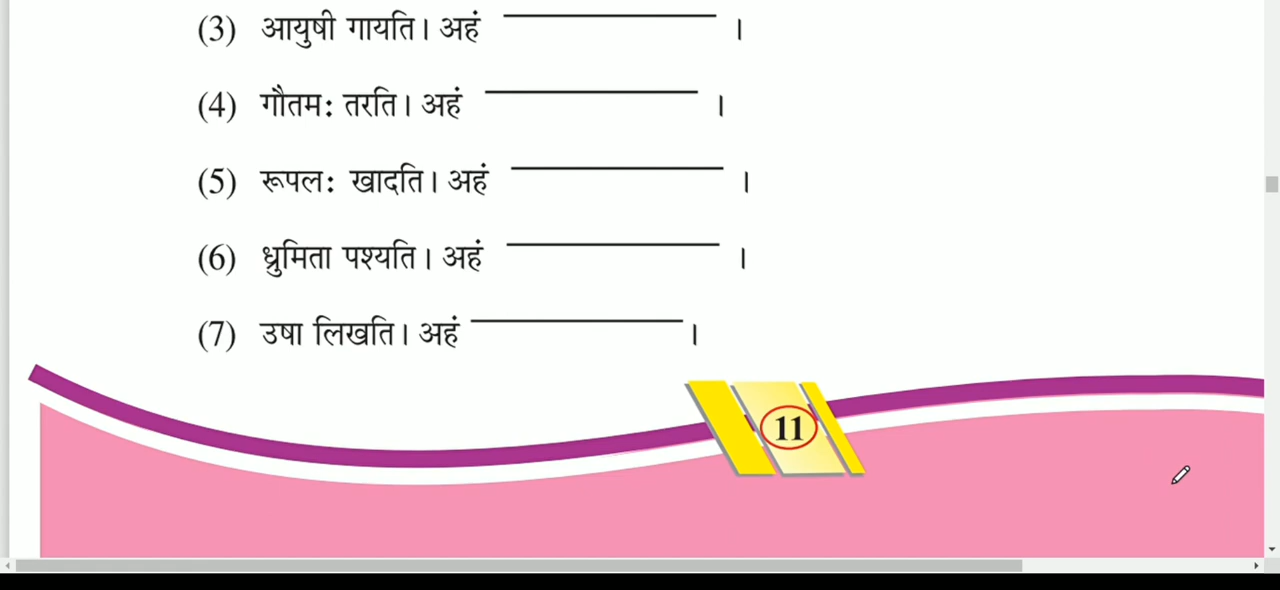 (3) आयुषी गायति। अहं ____________ ।
(4) गौतमः तरति। अहं ____________ ।
(5) रूपलः खादति। अहं ____________ ।
(6) ध्रुमिता पश्यति। अहं ____________ ।
(7) उषा लिखति। अहं ____________ ।
11